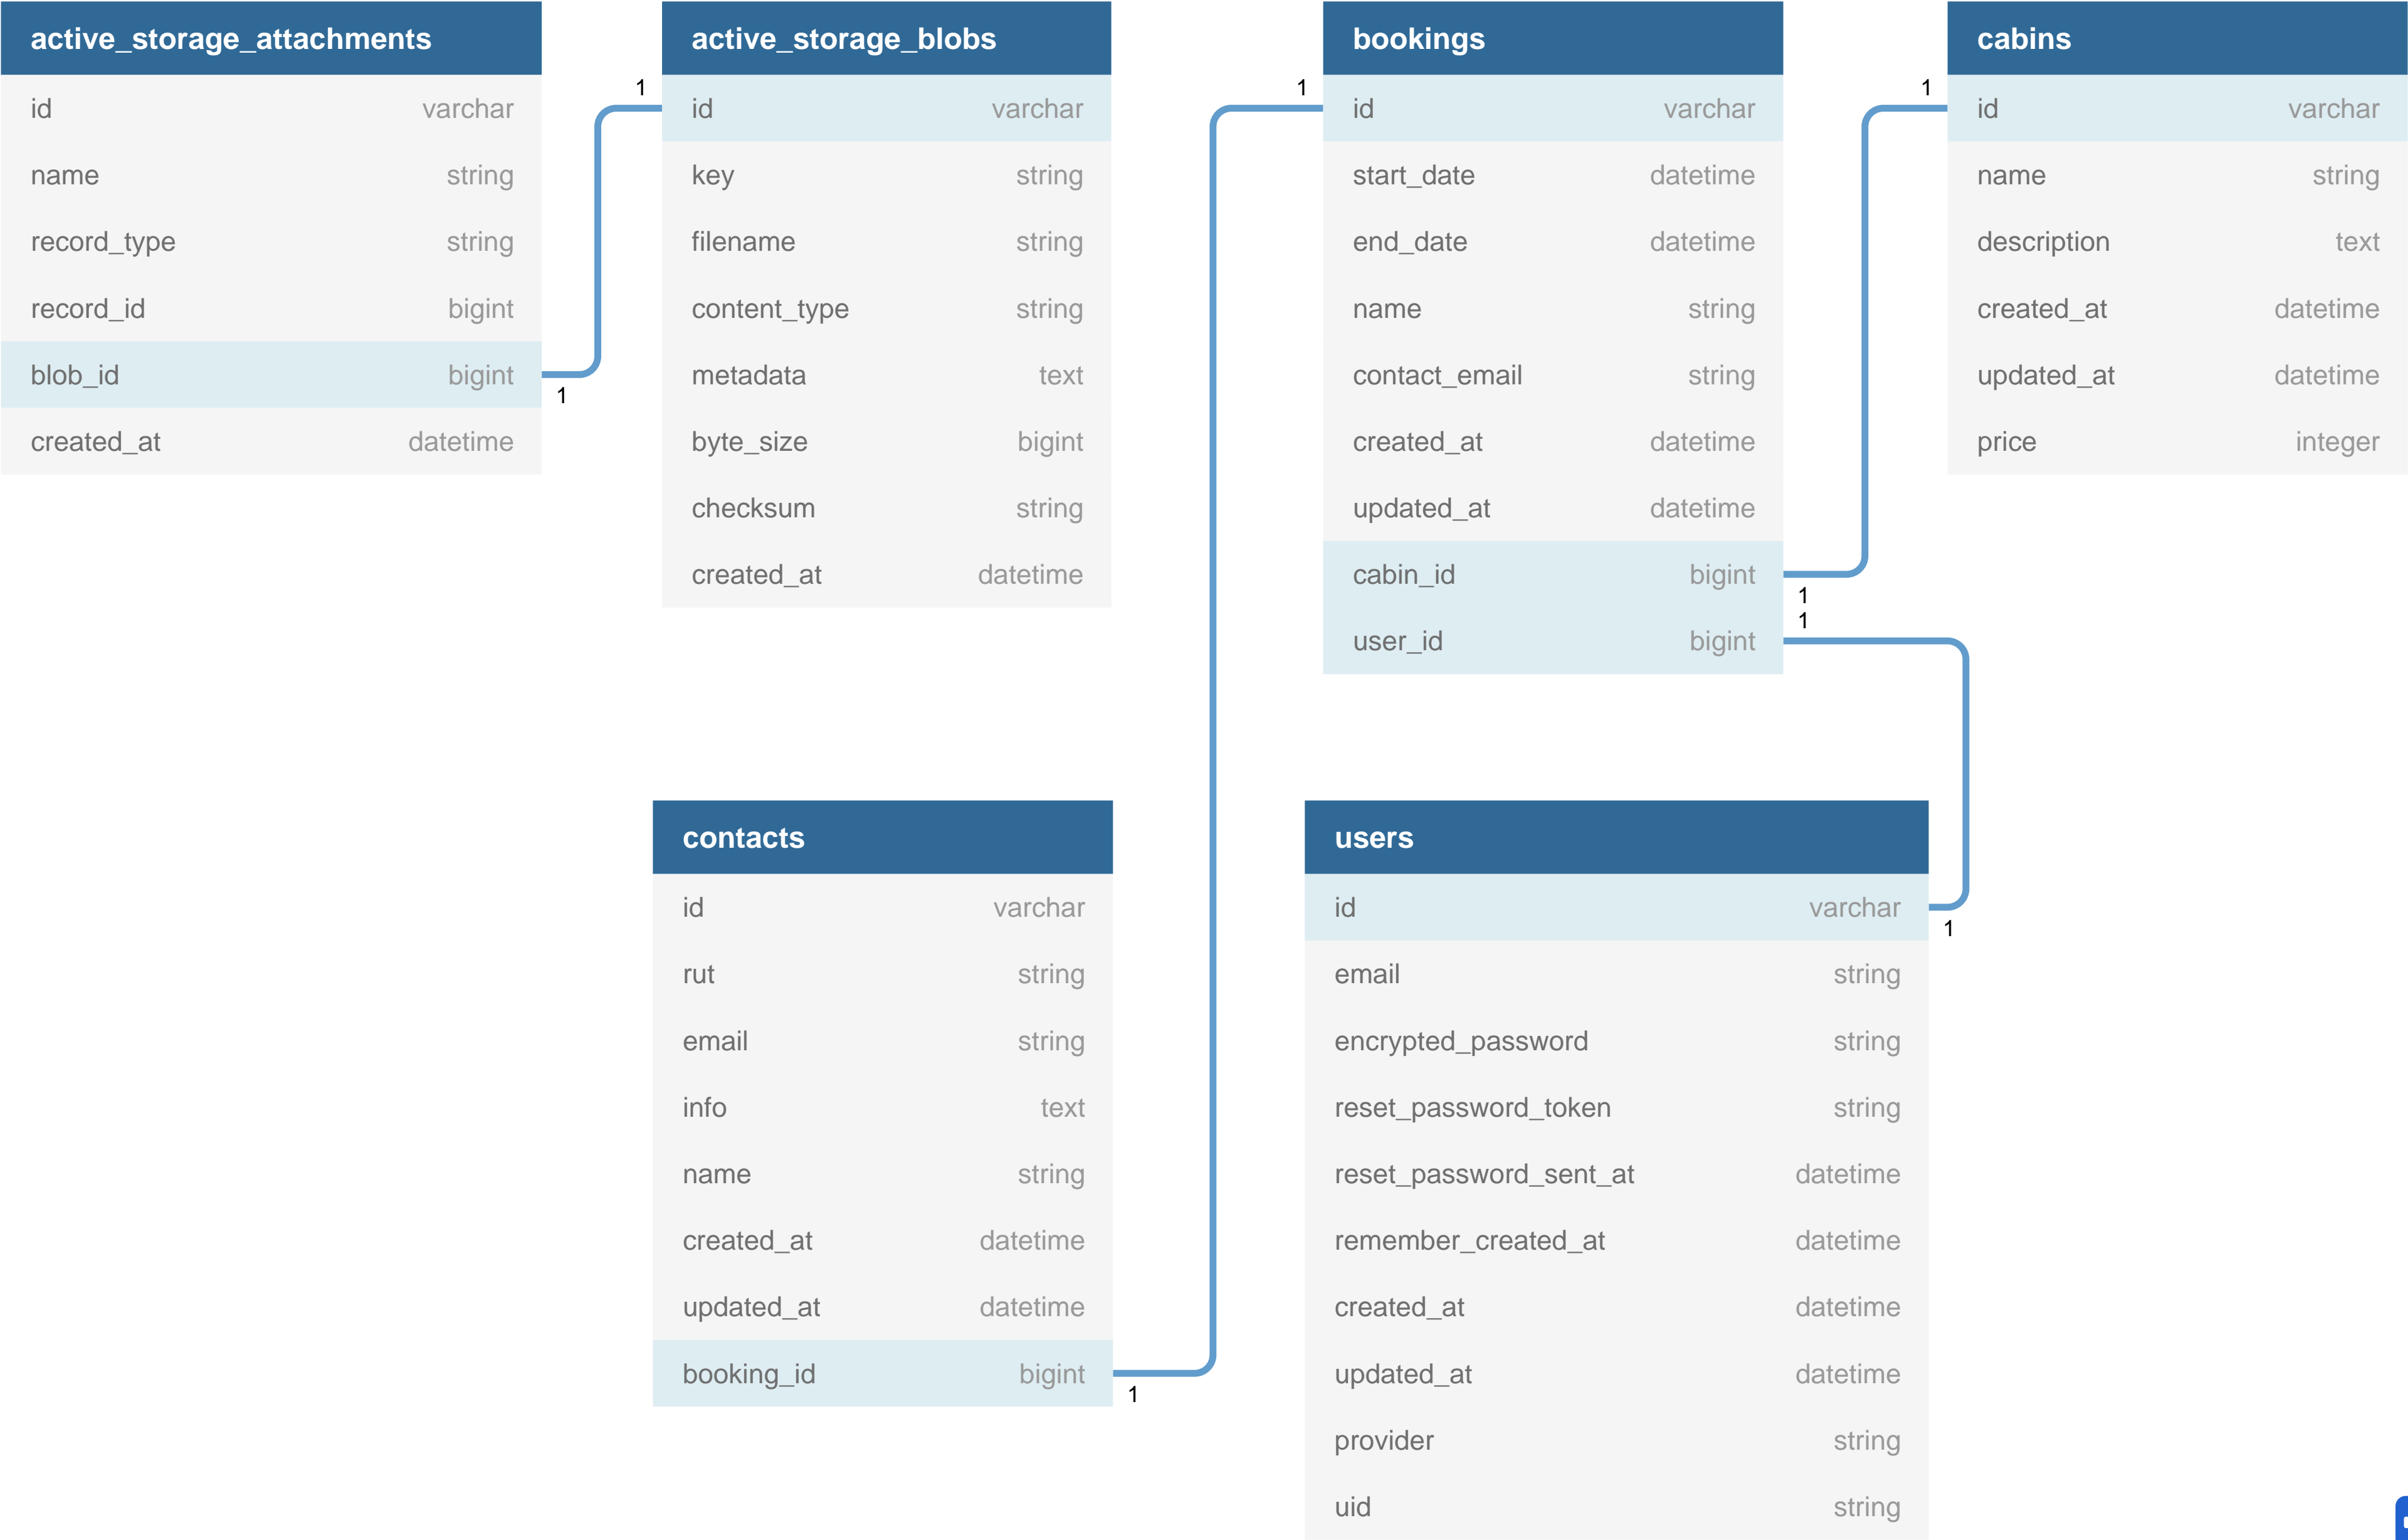 active_storage_attachments
id varchar
name string
record_type string
record_id bigint
blob_id bigint
created_at datetime
1
1
active_storage_blobs
id varchar
key string
filename string
content_type string
metadata text
byte_size bigint
checksum string
created_at datetime
1
bookings
id varchar
start_date datetime
end_date datetime
name string
contact_email string
created_at datetime
updated_at datetime
cabin_id bigint
user_id bigint
1
1
1
cabins
id varchar
name string
description text
created_at datetime
updated_at datetime
price integer
contacts
id varchar
rut string
email string
info text
name string
created_at datetime
updated_at datetime
booking_id bigint
1
users
id varchar
email string
encrypted_password string
reset_password_token string
reset_password_sent_at datetime
remember_created_at datetime
created_at datetime
updated_at datetime
provider string
uid string
1